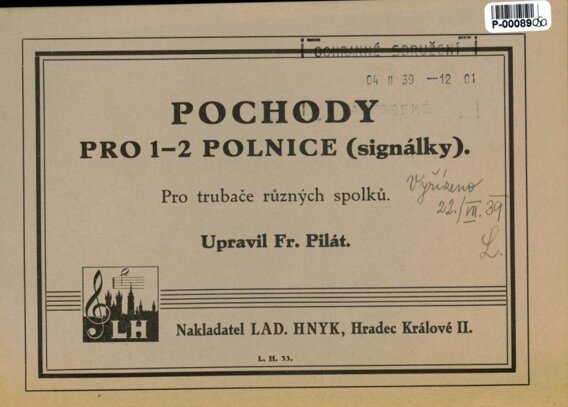 P-00089
OCHRANNÉ SDRUŽENÍ
04 II 39 --12 01
POCHODY
PRO 1-2 POLNICE (signálky).
Pro trubače různých spolků.
Vyřízeno
22./VII. 39
L.
Upravil Fr. Pilát.
LH
Nakladatel LAD. HNYK, Hradec Králové II.
L. H. 33.